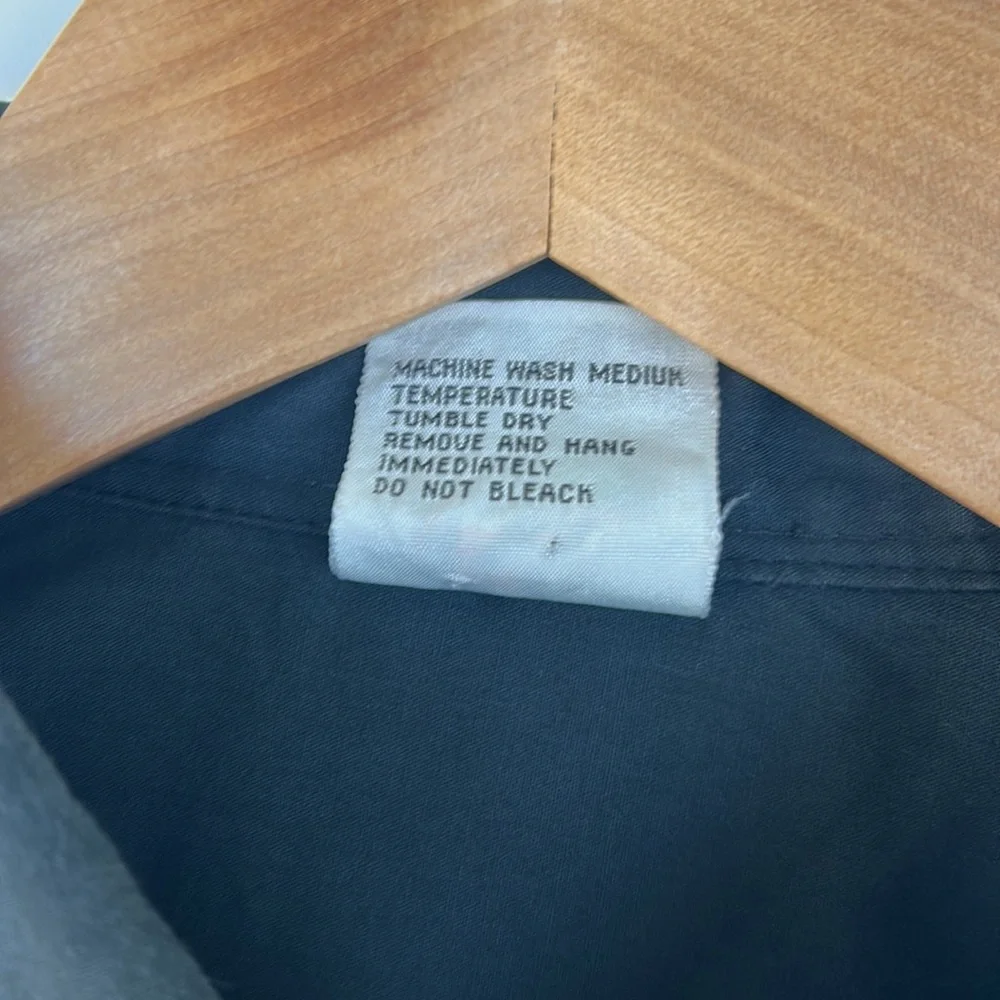 MACHINE WASH MEDIUM
TEMPERATURE
TUMBLE DRY
REMOVE AND HANG
IMMEDIATELY
DO NOT BLEACH